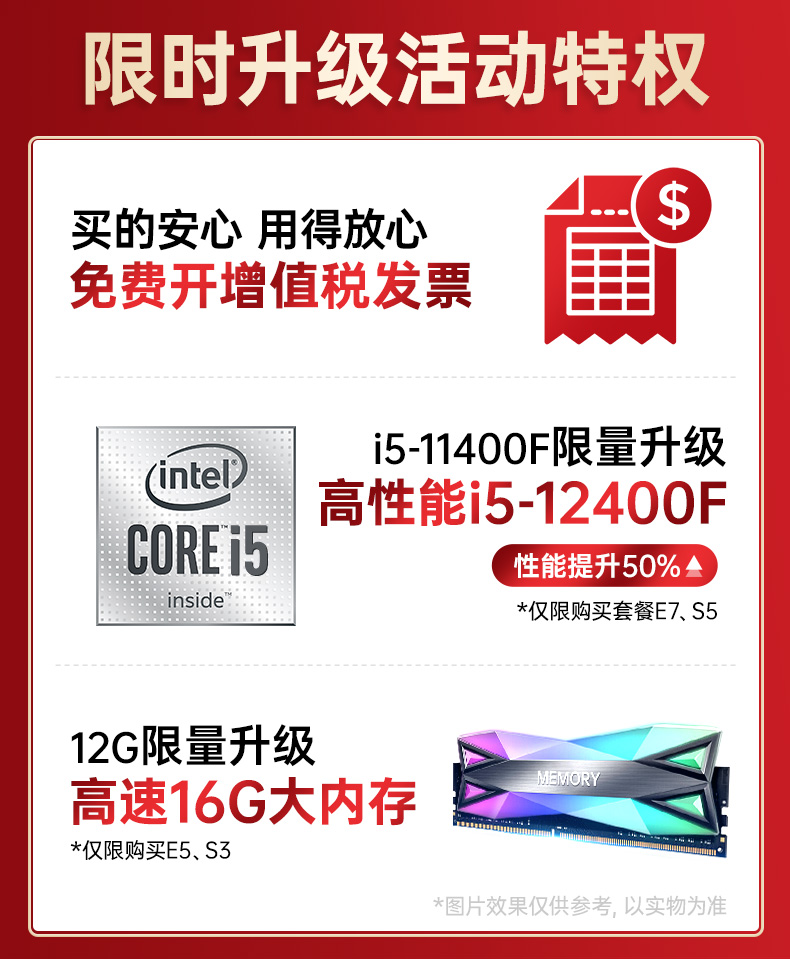 限时升级活动特权
买的安心 用得放心
免费开增值税发票
$
intel®
CORE™ i5
inside™
i5-11400F限量升级
高性能i5-12400F
性能提升50%
*仅限购买套餐E7、S5
12G限量升级
高速16G大内存
*仅限购买E5、S3
MEMORY
*图片效果仅供参考, 以实物为准